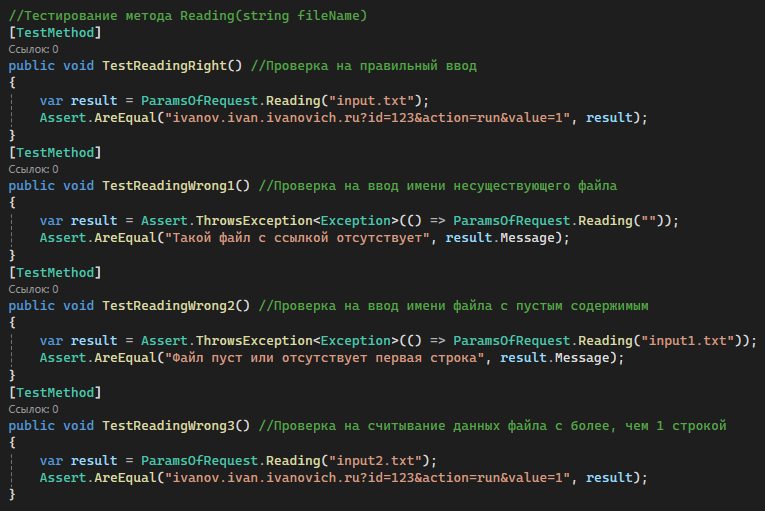 //Тестирование метода Reading(string fileName)
[TestMethod]
Ссылок: 0
public void TestReadingRight() //Проверка на правильный ввод
{
var result = ParamsOfRequest.Reading("input.txt");
Assert.AreEqual("ivanov.ivan.ivanovich.ru?id=123&action=run&value=1", result);
}
[TestMethod]
Ссылок: 0
public void TestReadingWrong1() //Проверка на ввод имени несуществующего файла
{
var result = Assert.ThrowsException<Exception>(() => ParamsOfRequest.Reading(""));
Assert.AreEqual("Такой файл с ссылкой отсутствует", result.Message);
}
[TestMethod]
Ссылок: 0
public void TestReadingWrong2() //Проверка на ввод имени файла с пустым содержимым
{
var result = Assert.ThrowsException<Exception>(() => ParamsOfRequest.Reading("input1.txt"));
Assert.AreEqual("Файл пуст или отсутствует первая строка", result.Message);
}
[TestMethod]
Ссылок: 0
public void TestReadingWrong3() //Проверка на считывание данных файла с более, чем 1 строкой
{
var result = ParamsOfRequest.Reading("input2.txt");
Assert.AreEqual("ivanov.ivan.ivanovich.ru?id=123&action=run&value=1", result);
}